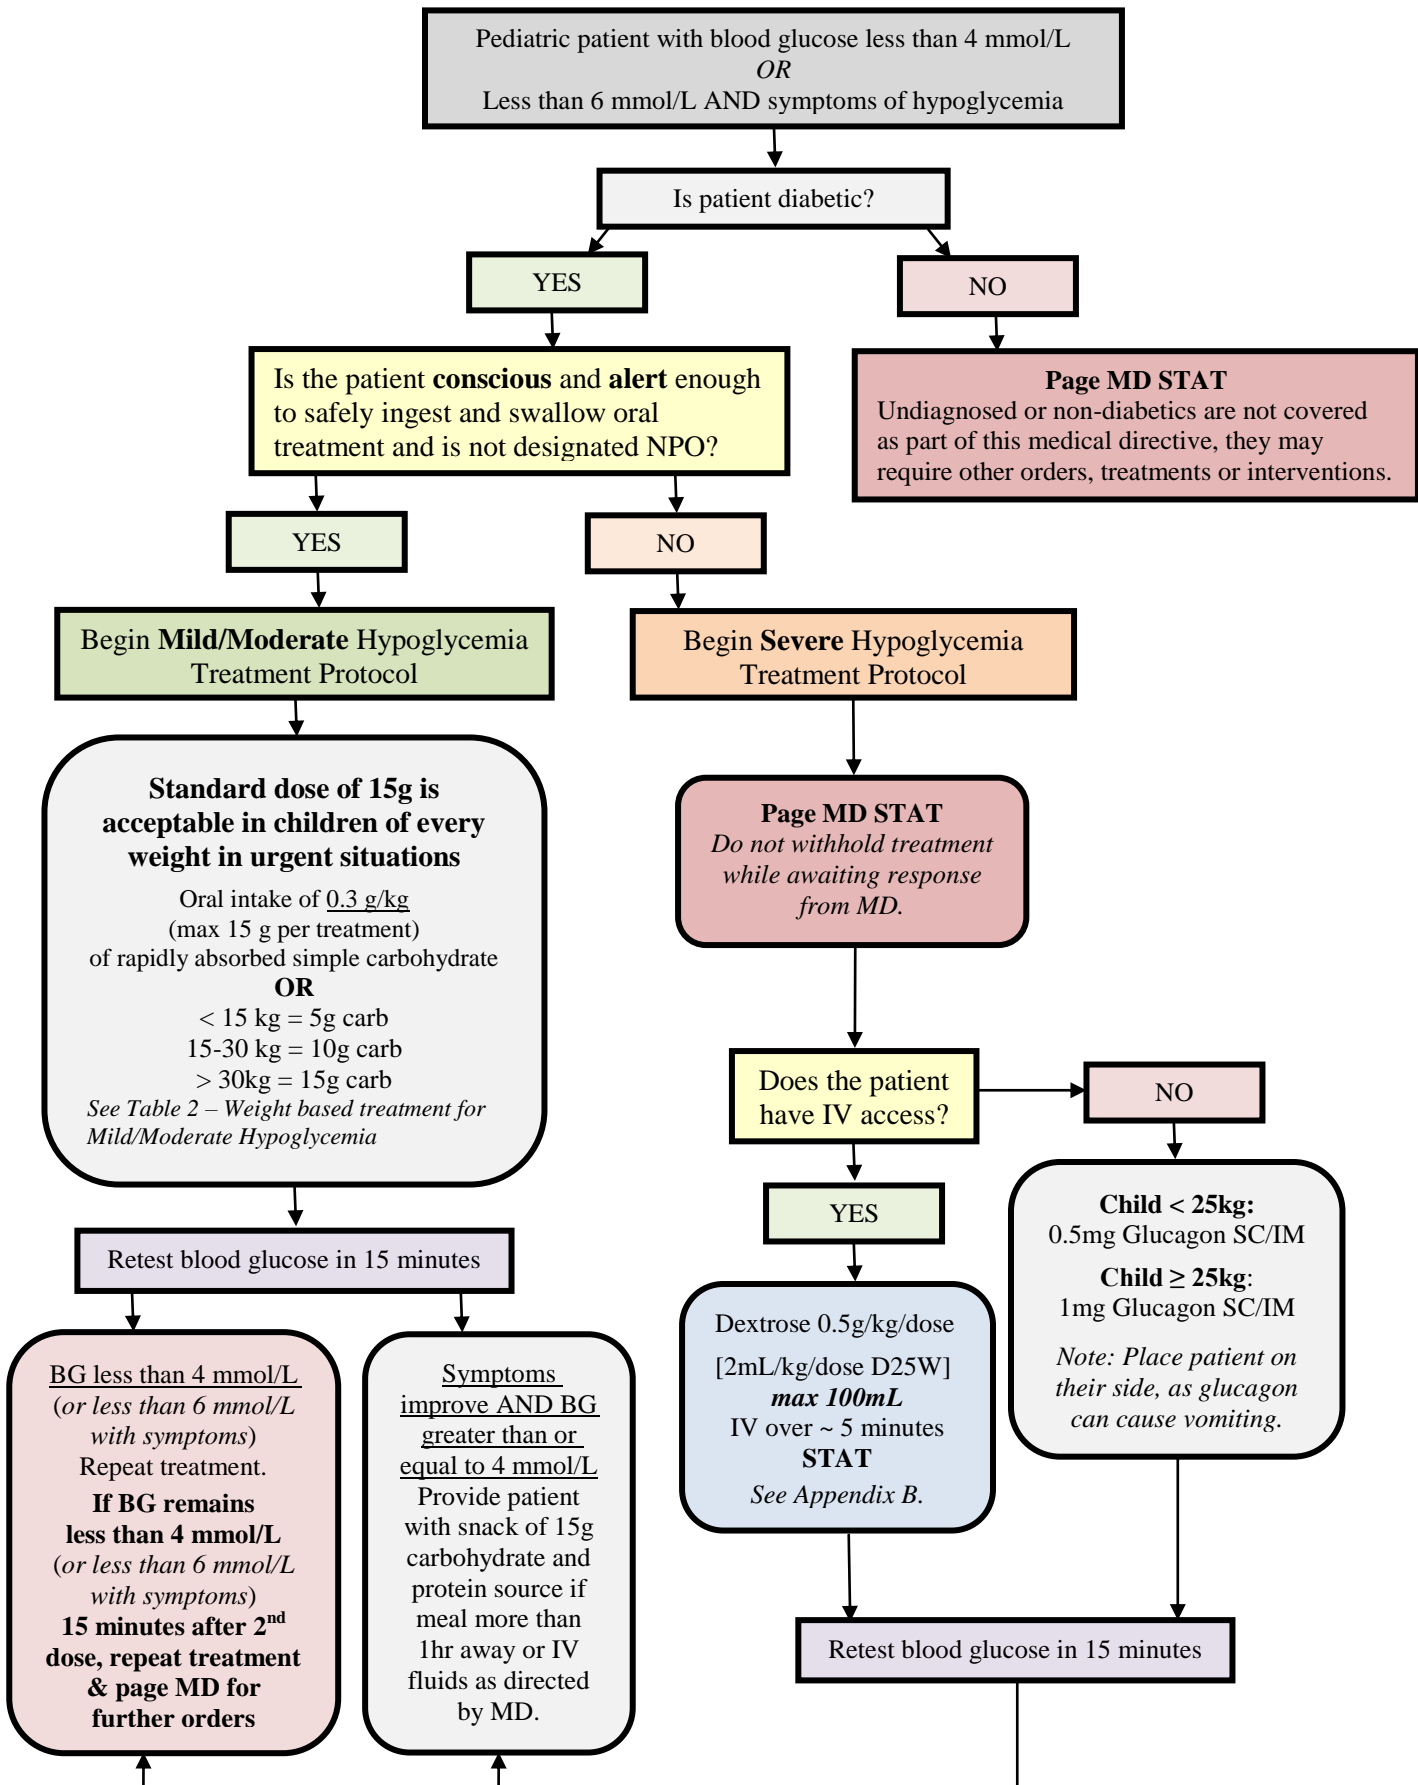 Pediatric patient with blood glucose less than 4 mmol/L
OR
Less than 6 mmol/L AND symptoms of hypoglycemia
Is patient diabetic?
YES
NO
Is the patient conscious and alert enough
to safely ingest and swallow oral
treatment and is not designated NPO?
Page MD STAT
Undiagnosed or non-diabetics are not covered
as part of this medical directive, they may
require other orders, treatments or interventions.
YES
NO
Begin Mild/Moderate Hypoglycemia
Treatment Protocol
Begin Severe Hypoglycemia
Treatment Protocol
Standard dose of 15g is
acceptable in children of every
weight in urgent situations
Oral intake of 0.3 g/kg
(max 15 g per treatment)
of rapidly absorbed simple carbohydrate
OR
< 15 kg = 5g carb
15-30 kg = 10g carb
> 30kg = 15g carb
See Table 2 – Weight based treatment for
Mild/Moderate Hypoglycemia
Page MD STAT
Do not withhold treatment
while awaiting response
from MD.
Does the patient
have IV access?
NO
YES
Child < 25kg:
0.5mg Glucagon SC/IM
Child ≥ 25kg:
1mg Glucagon SC/IM
Note: Place patient on
their side, as glucagon
can cause vomiting.
Retest blood glucose in 15 minutes
Dextrose 0.5g/kg/dose
[2mL/kg/dose D25W]
max 100mL
IV over ~ 5 minutes
STAT
See Appendix B.
BG less than 4 mmol/L
(or less than 6 mmol/L
with symptoms)
Repeat treatment.
If BG remains
less than 4 mmol/L
(or less than 6 mmol/L
with symptoms)
15 minutes after 2nd
dose, repeat treatment
& page MD for
further orders
Symptoms
improve AND BG
greater than or
equal to 4 mmol/L
Provide patient
with snack of 15g
carbohydrate and
protein source if
meal more than
1hr away or IV
fluids as directed
by MD.
Retest blood glucose in 15 minutes